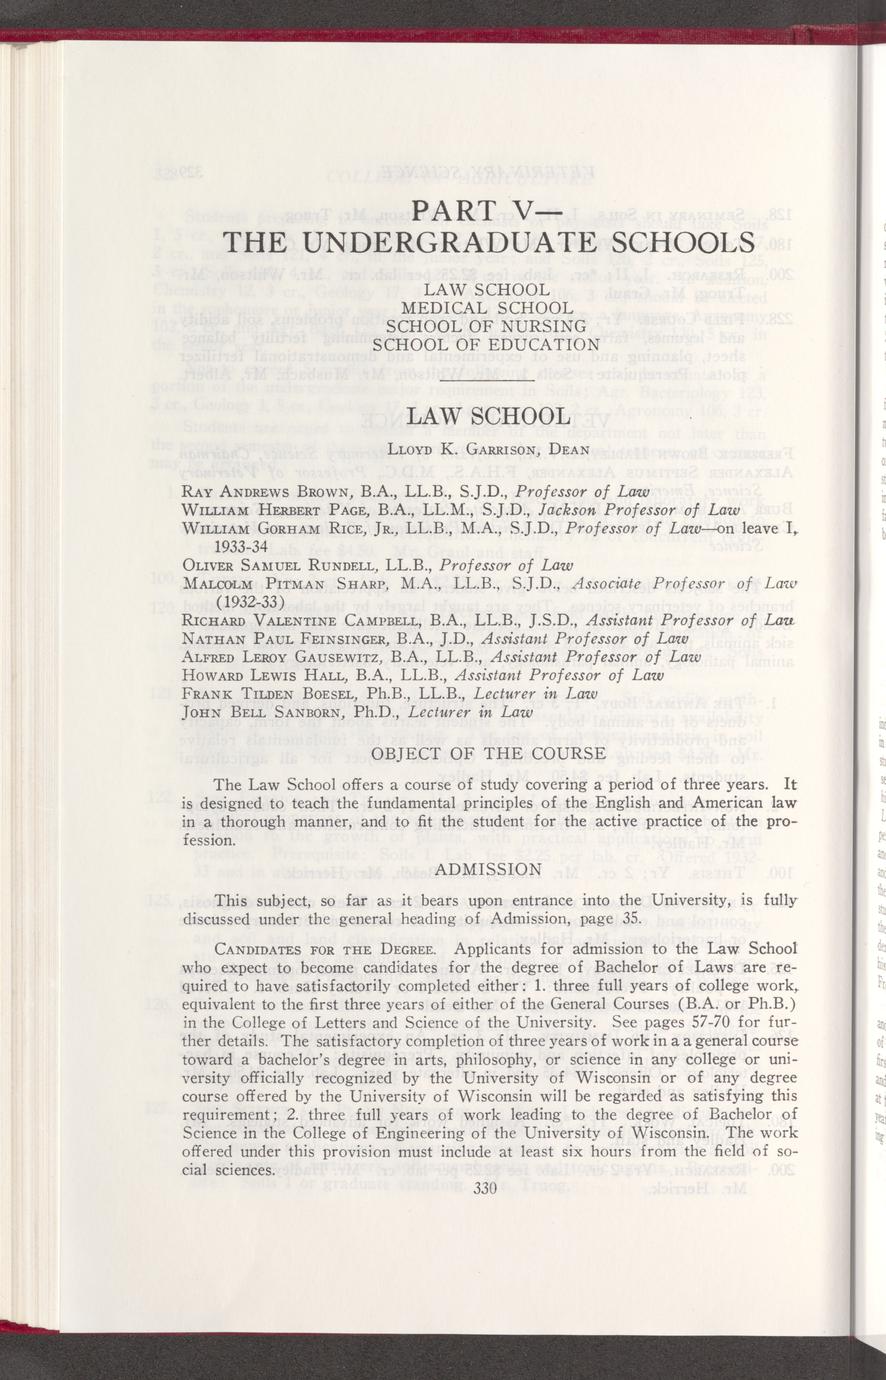 PART V—
THE UNDERGRADUATE SCHOOLS
LAW SCHOOL
MEDICAL SCHOOL
SCHOOL OF NURSING
SCHOOL OF EDUCATION
LAW SCHOOL
Lloyd K. Garrison, Dean
Ray Andrews Brown, B.A., LL.B., S.J.D., Professor of Law
William Herbert Page, B.A., LL.M., S.J.D., Jackson Professor of Law
William Gorham Rice, Jr., LL.B., M.A., S.J.D., Professor of Law—on leave I,
1933-34
Oliver Samuel Rundell, LL.B., Professor of Law
Malcolm Pitman Sharp, M.A., LL.B., S.J.D., Associate Professor of Law
(1932-33)
Richard Valentine Campbell, B.A., LL.B., J.S.D., Assistant Professor of Law
Nathan Paul Feinsinger, B.A., J.D., Assistant Professor of Law
Alfred Leroy Gausewitz, B.A., LL.B., Assistant Professor of Law
Howard Lewis Hall, B.A., LL.B., Assistant Professor of Law
Frank Tilden Boesel, Ph.B., LL.B., Lecturer in Law
John Bell Sanborn, Ph.D., Lecturer in Law
OBJECT OF THE COURSE
The Law School offers a course of study covering a period of three years. It
is designed to teach the fundamental principles of the English and American law
in a thorough manner, and to fit the student for the active practice of the pro-
fession.
ADMISSION
This subject, so far as it bears upon entrance into the University, is fully
discussed under the general heading of Admission, page 35.
Candidates for the Degree. Applicants for admission to the Law School
who expect to become candidates for the degree of Bachelor of Laws are re-
quired to have satisfactorily completed either: 1. three full years of college work,
equivalent to the first three years of either of the General Courses (B.A. or Ph.B.)
in the College of Letters and Science of the University. See pages 57-70 for fur-
ther details. The satisfactory completion of three years of work in a a general course
toward a bachelor's degree in arts, philosophy, or science in any college or uni-
versity officially recognized by the University of Wisconsin or of any degree
course offered by the University of Wisconsin will be regarded as satisfying this
requirement; 2. three full years of work leading to the degree of Bachelor of
Science in the College of Engineering of the University of Wisconsin. The work
offered under this provision must include at least six hours from the field of so-
cial sciences.
330